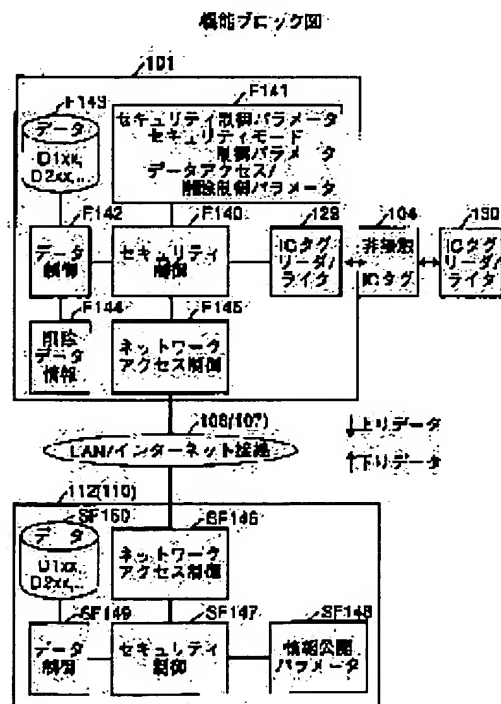 機能ブロック図
101
F143
F141
データ
D1xx,
D2xx,..
セキュリティ制御パラメータ
セキュリティモード
制御パラメータ
データアクセス/
削除制御パラメータ
F142
F140
129
104
130
データ
制御
セキュリティ
制御
ICタグ
リーダ/
ライタ
非接触
ICタグ
ICタグ
リーダ/
ライタ
F144
F145
削除
データ
情報
ネットワーク
アクセス制御
108(107)
LAN/インターネット接続
上りデータ
下りデータ
112(110)
SF150
SF146
データ
D1xx,
D2xx,..
ネットワーク
アクセス制御
SF149
SF147
SF148
データ
制御
セキュリティ
制御
情報公開
パラメータ